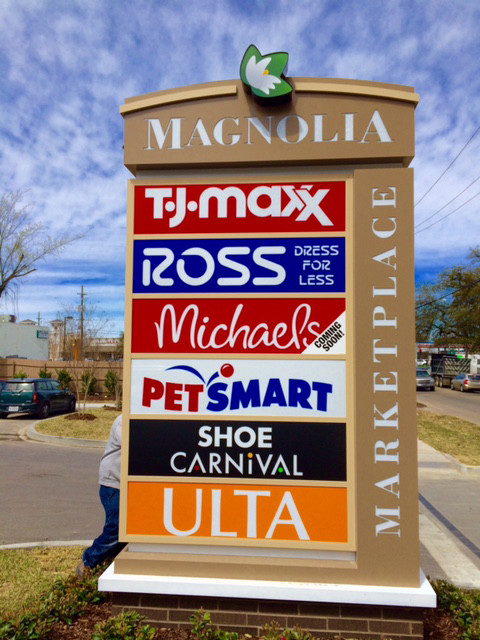 MAGNOLIA
MARKETPLACE
T·J·maxx
ROSS
DRESS
FOR
LESS
Michaels
COMING
SOON!
PETSMART
SHOE
CARNIVAL
ULTA